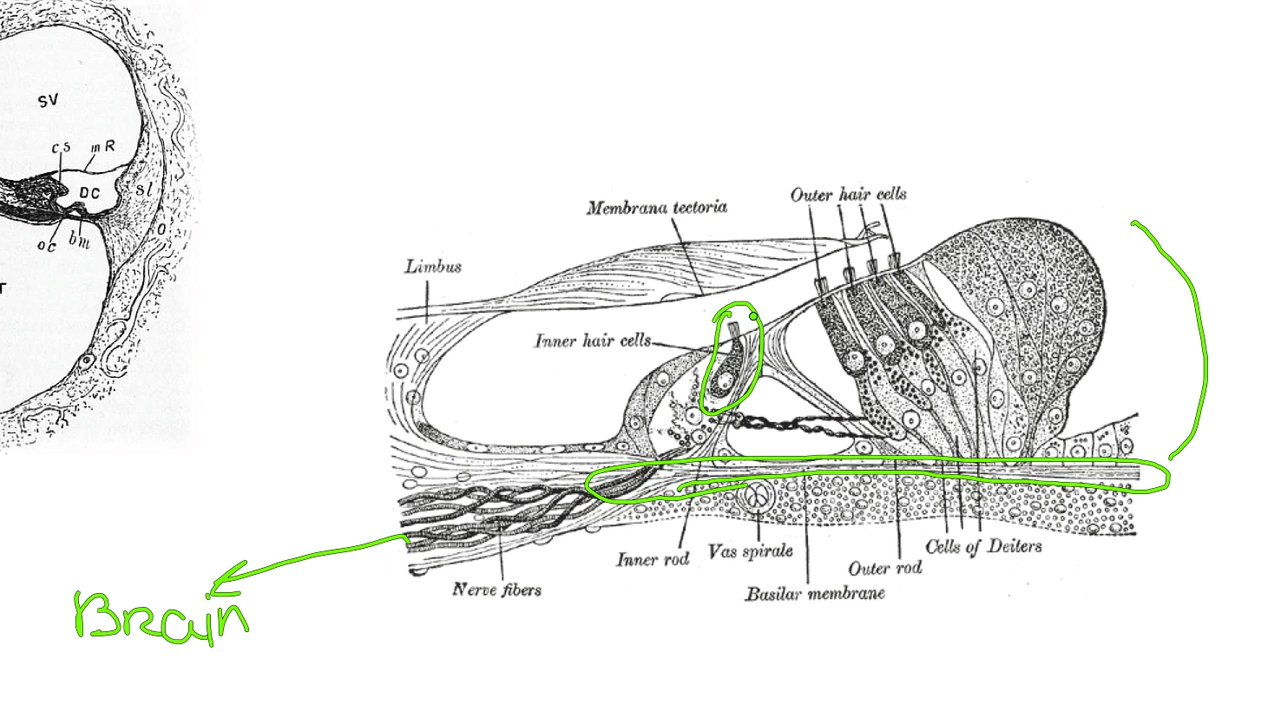 SV
cs
mR
DC
sl
oc
bm
Membrana tectoria
Outer hair cells
Limbus
Inner hair cells
Nerve fibers
Inner rod
Vas spirale
Basilar membrane
Outer rod
Cells of Deiters
Brain